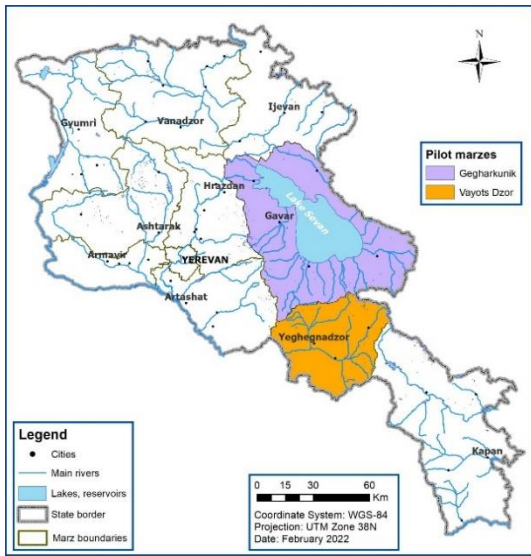 N
Ijevan
Gyumri
Vanadzor
Pilot marzes
Gegharkunik
Vayots Dzor
Hrazdan
Lake Sevan
Gavar
Ashtarak
Armavir
YEREVAN
Artashat
Yeghegnadzor
Legend
Cities
Main rivers
Lakes, reservoirs
State border
Marz boundaries
Kapan
0 15 30 60
Km
Coordinate System: WGS-84
Projection: UTM Zone 38N
Date: February 2022